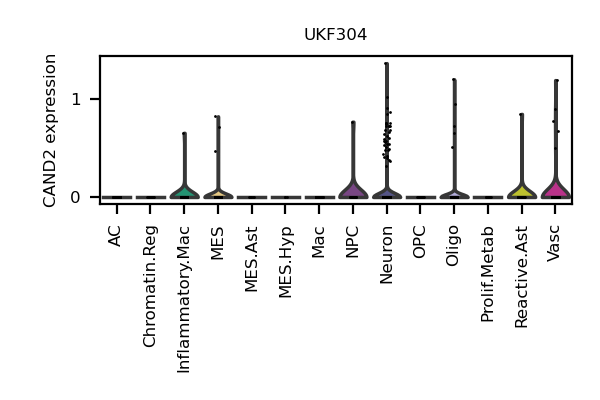 UKF304
CAND2 expression
1
0
AC
Chromatin.Reg
Inflammatory.Mac
MES
MES.Ast
MES.Hyp
Mac
NPC
Neuron
OPC
Oligo
Prolif.Metab
Reactive.Ast
Vasc